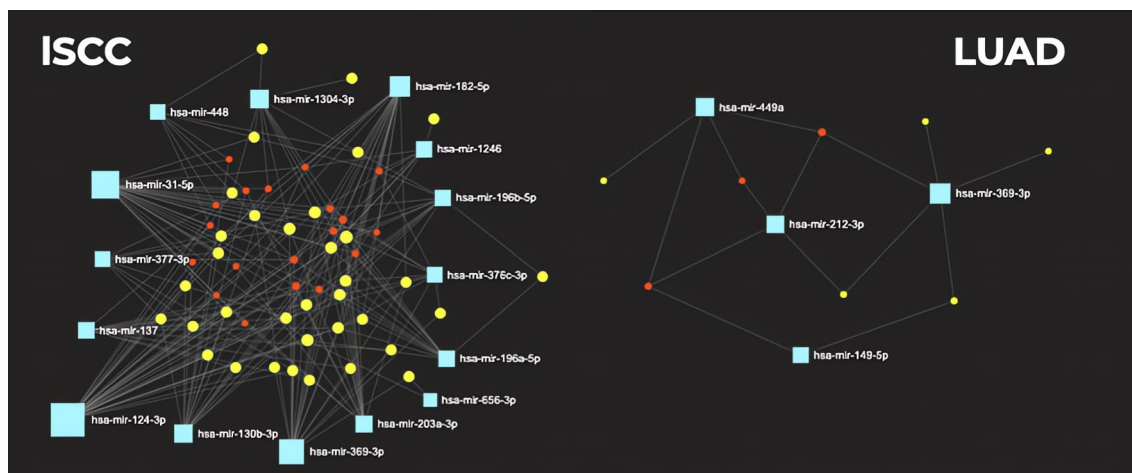 lSCC
LUAD
hsa-mir-182-5p
hsa-mir-1304-3p
hsa-mir-448
hsa-mir-449a
hsa-mir-1246
hsa-mir-31-5p
hsa-mir-196b-5p
hsa-mir-369-3p
hsa-mir-212-3p
hsa-mir-377-3p
hsa-mir-376c-3p
hsa-mir-137
hsa-mir-149-5p
hsa-mir-196a-5p
hsa-mir-656-3p
hsa-mir-124-3p
hsa-mir-203a-3p
hsa-mir-130b-3p
hsa-mir-369-3p